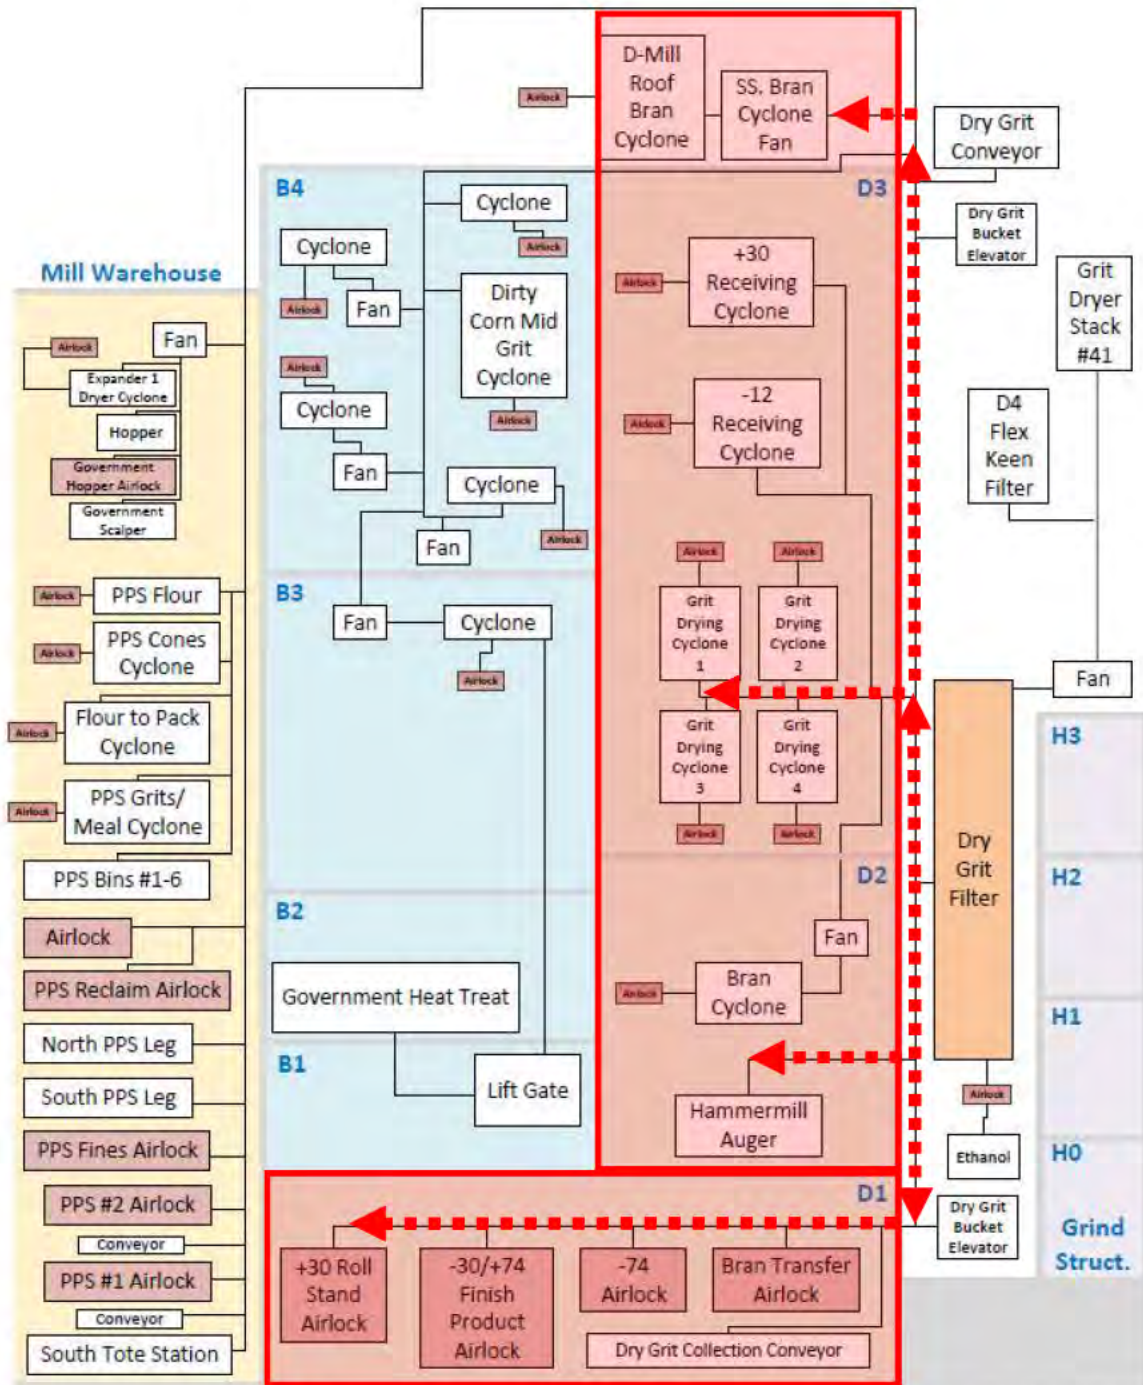 D-Mill
Roof
Bran
Cyclone
SS. Bran
Cyclone
Fan
Airlock
Dry Grit
Conveyor
B4
D3
Cyclone
Airlock
Dry Grit
Bucket
Elevator
Cyclone
Airlock
Fan
Dirty
Corn Mid
Grit
Cyclone
Airlock
+30
Receiving
Cyclone
Airlock
Grit
Dryer
Stack
#41
Mill Warehouse
Airlock
Fan
Expander 1
Dryer Cyclone
Hopper
Government
Hopper Airlock
Government
Scalper
Airlock
Cyclone
Fan
Cyclone
Airlock
Fan
-12
Receiving
Cyclone
Airlock
D4
Flex
Keen
Filter
Airlock
Airlock
B3
Airlock
PPS Flour
Fan
Cyclone
Airlock
Grit
Drying
Cyclone
1
Grit
Drying
Cyclone
2
Airlock
PPS Cones
Cyclone
Fan
Airlock
Flour to Pack
Cyclone
Grit
Drying
Cyclone
3
Grit
Drying
Cyclone
4
H3
Airlock
PPS Grits/
Meal Cyclone
Airlock
Airlock
Dry
Grit
Filter
PPS Bins #1-6
D2
H2
B2
Airlock
Fan
PPS Reclaim Airlock
Government Heat Treat
Airlock
Bran
Cyclone
H1
North PPS Leg
B1
Lift Gate
South PPS Leg
Hammermill
Auger
Airlock
PPS Fines Airlock
Ethanol
H0
PPS #2 Airlock
D1
Dry Grit
Bucket
Elevator
Grind
Struct.
Conveyor
PPS #1 Airlock
+30 Roll
Stand
Airlock
-30/+74
Finish
Product
Airlock
-74
Airlock
Bran Transfer
Airlock
Conveyor
South Tote Station
Dry Grit Collection Conveyor